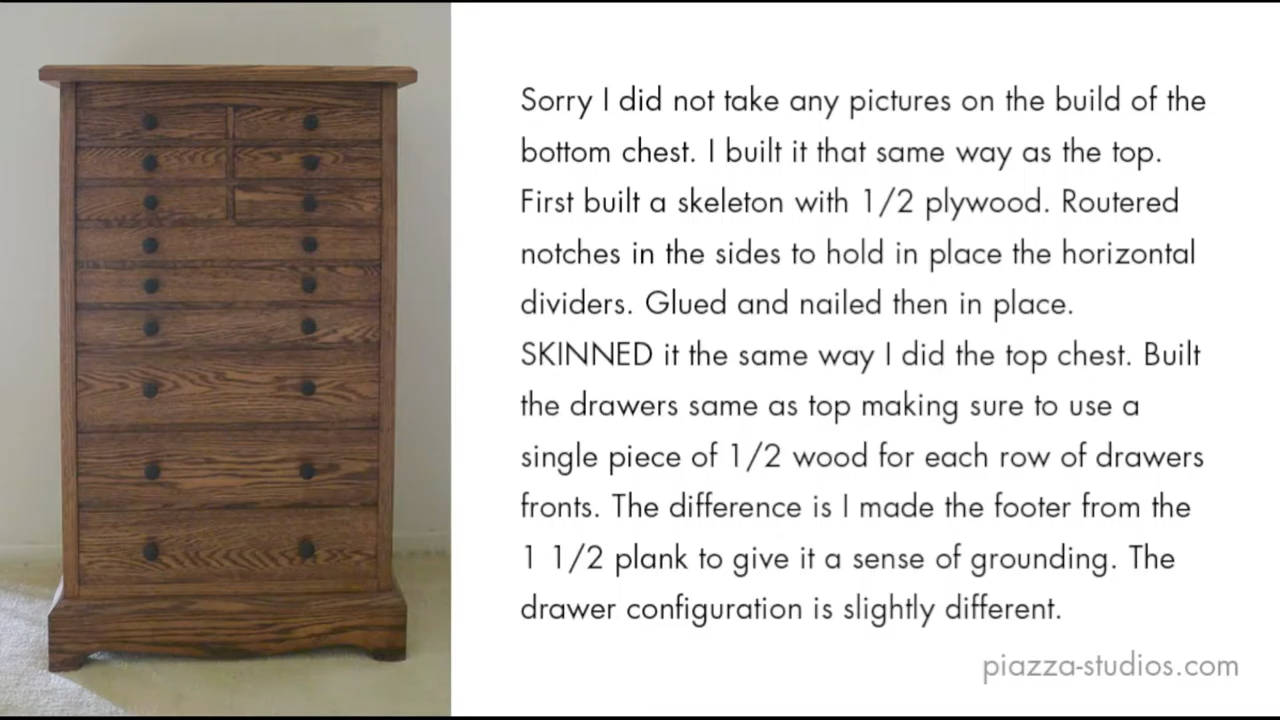 Sorry I did not take any pictures on the build of the
bottom chest. I built it that same way as the top.
First built a skeleton with 1/2 plywood. Routered
notches in the sides to hold in place the horizontal
dividers. Glued and nailed then in place.
SKINNED it the same way I did the top chest. Built
the drawers same as top making sure to use a
single piece of 1/2 wood for each row of drawers
fronts. The difference is I made the footer from the
1 1/2 plank to give it a sense of grounding. The
drawer configuration is slightly different.
piazza-studios.com